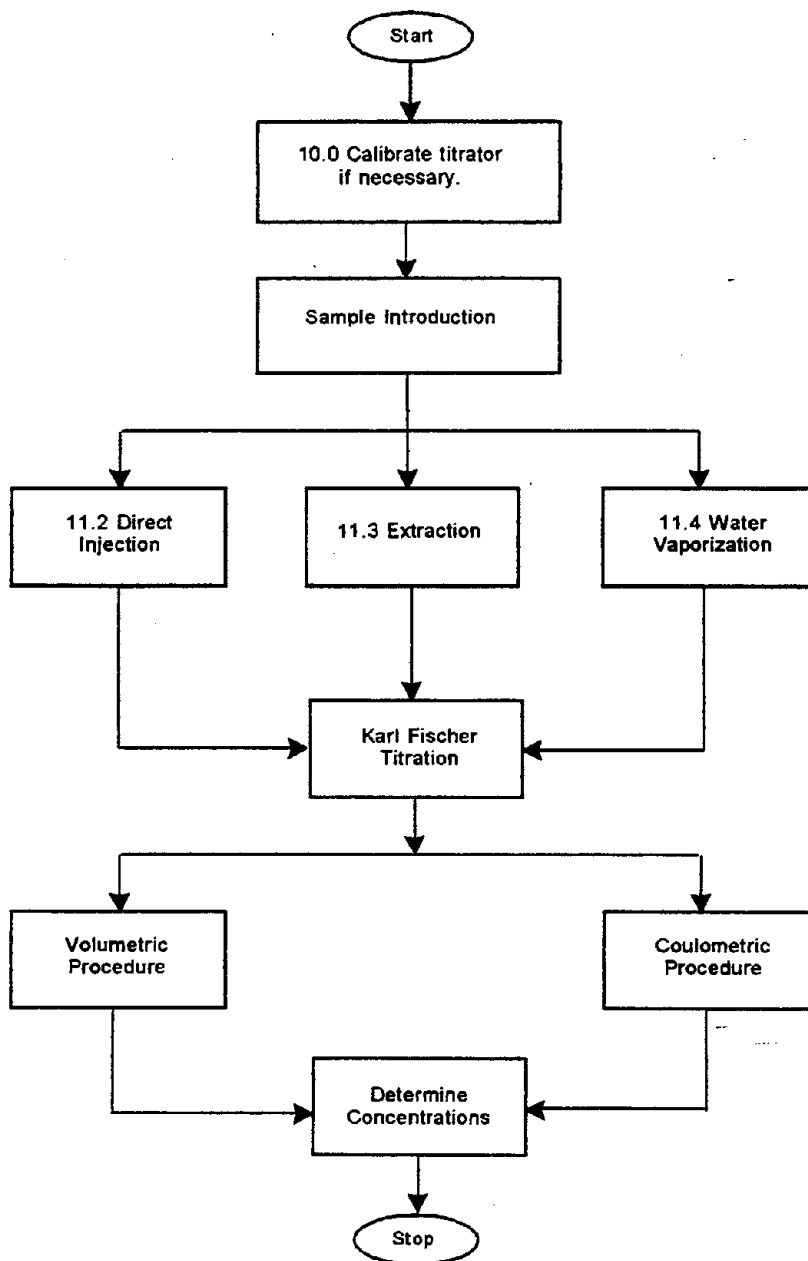 Start
10.0 Calibrate titrator
if necessary.
Sample Introduction
11.2 Direct
Injection
11.3 Extraction
11.4 Water
Vaporization
Karl Fischer
Titration
Volumetric
Procedure
Coulometric
Procedure
Determine
Concentrations
Stop